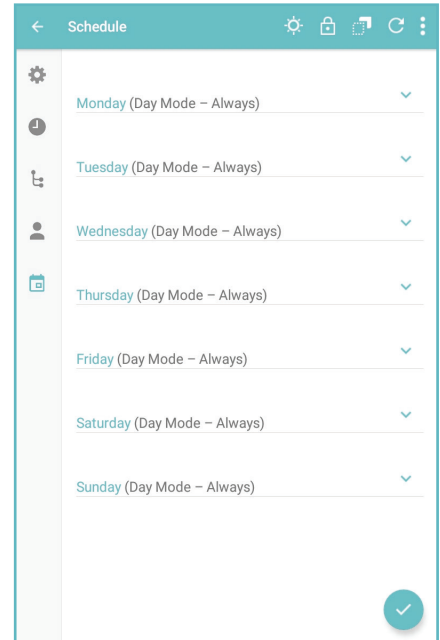 Schedule
Monday (Day Mode – Always)
Tuesday (Day Mode – Always)
Wednesday (Day Mode – Always)
Thursday (Day Mode – Always)
Friday (Day Mode – Always)
Saturday (Day Mode – Always)
Sunday (Day Mode – Always)